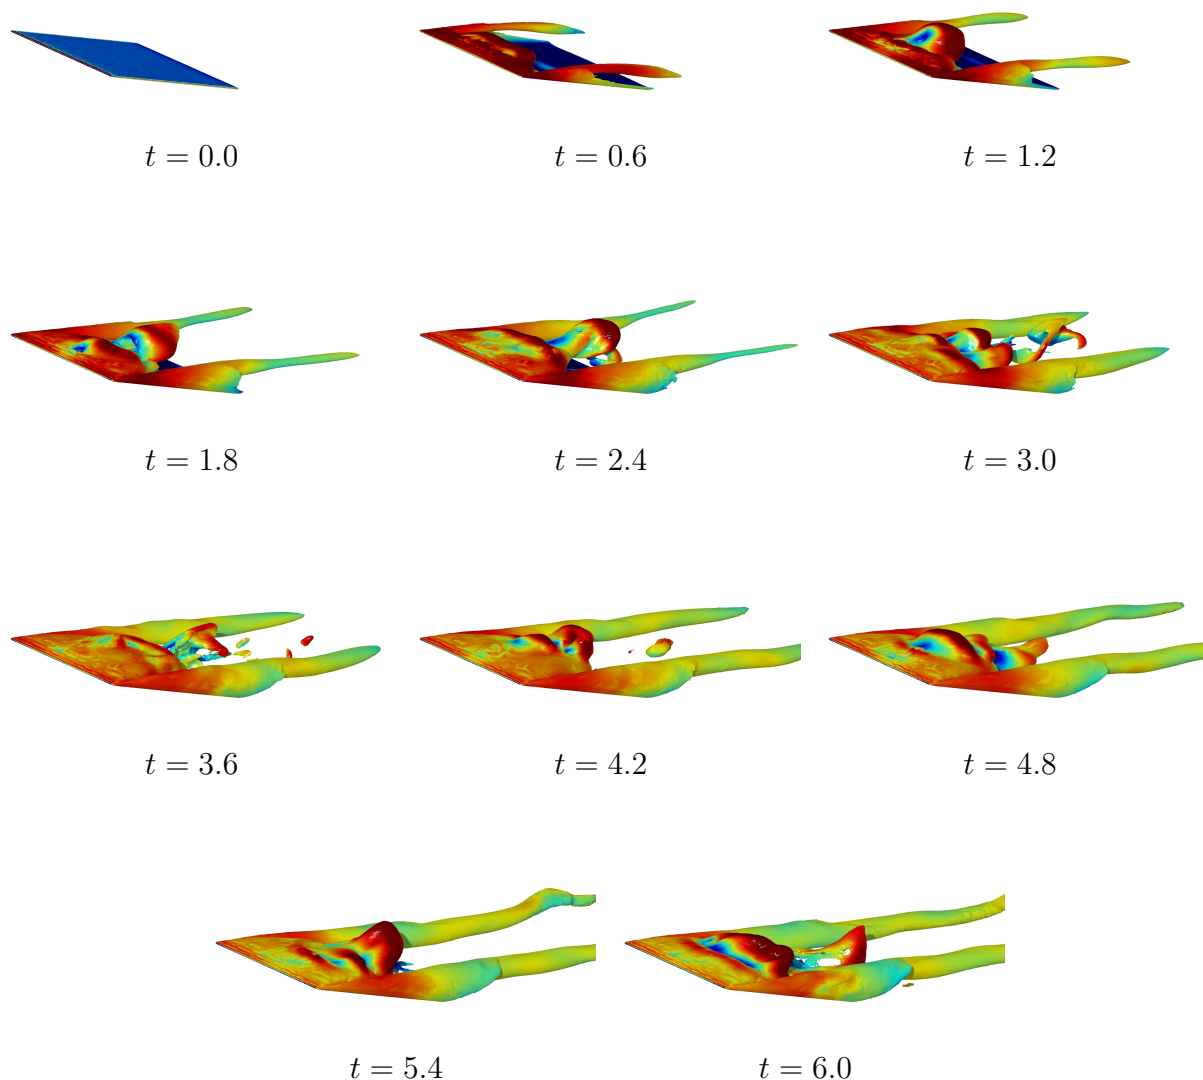 t = 0.0
t = 0.6
t = 1.2
t = 1.8
t = 2.4
t = 3.0
t = 3.6
t = 4.2
t = 4.8
t = 5.4
t = 6.0